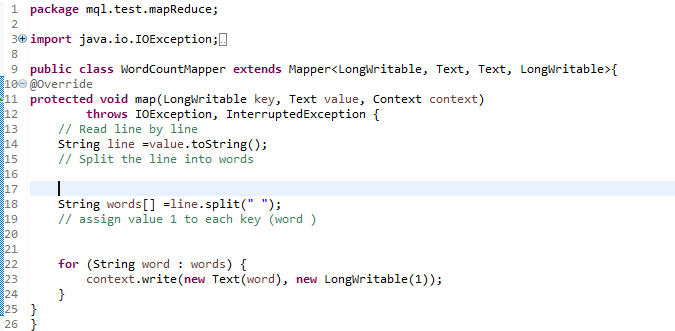 1 package mql.test.mapReduce;
2
3 import java.io.IOException;
8
9 public class WordCountMapper extends Mapper<LongWritable, Text, Text, LongWritable>{
10 @Override
11 protected void map(LongWritable key, Text value, Context context)
12 throws IOException, InterruptedException {
13 // Read line by line
14 String line =value.toString();
15 // Split the line into words
16
17
18 String words[] =line.split(" ");
19 // assign value 1 to each key (word )
20
21
22 for (String word : words) {
23 context.write(new Text(word), new LongWritable(1));
24 }
25 }
26 }